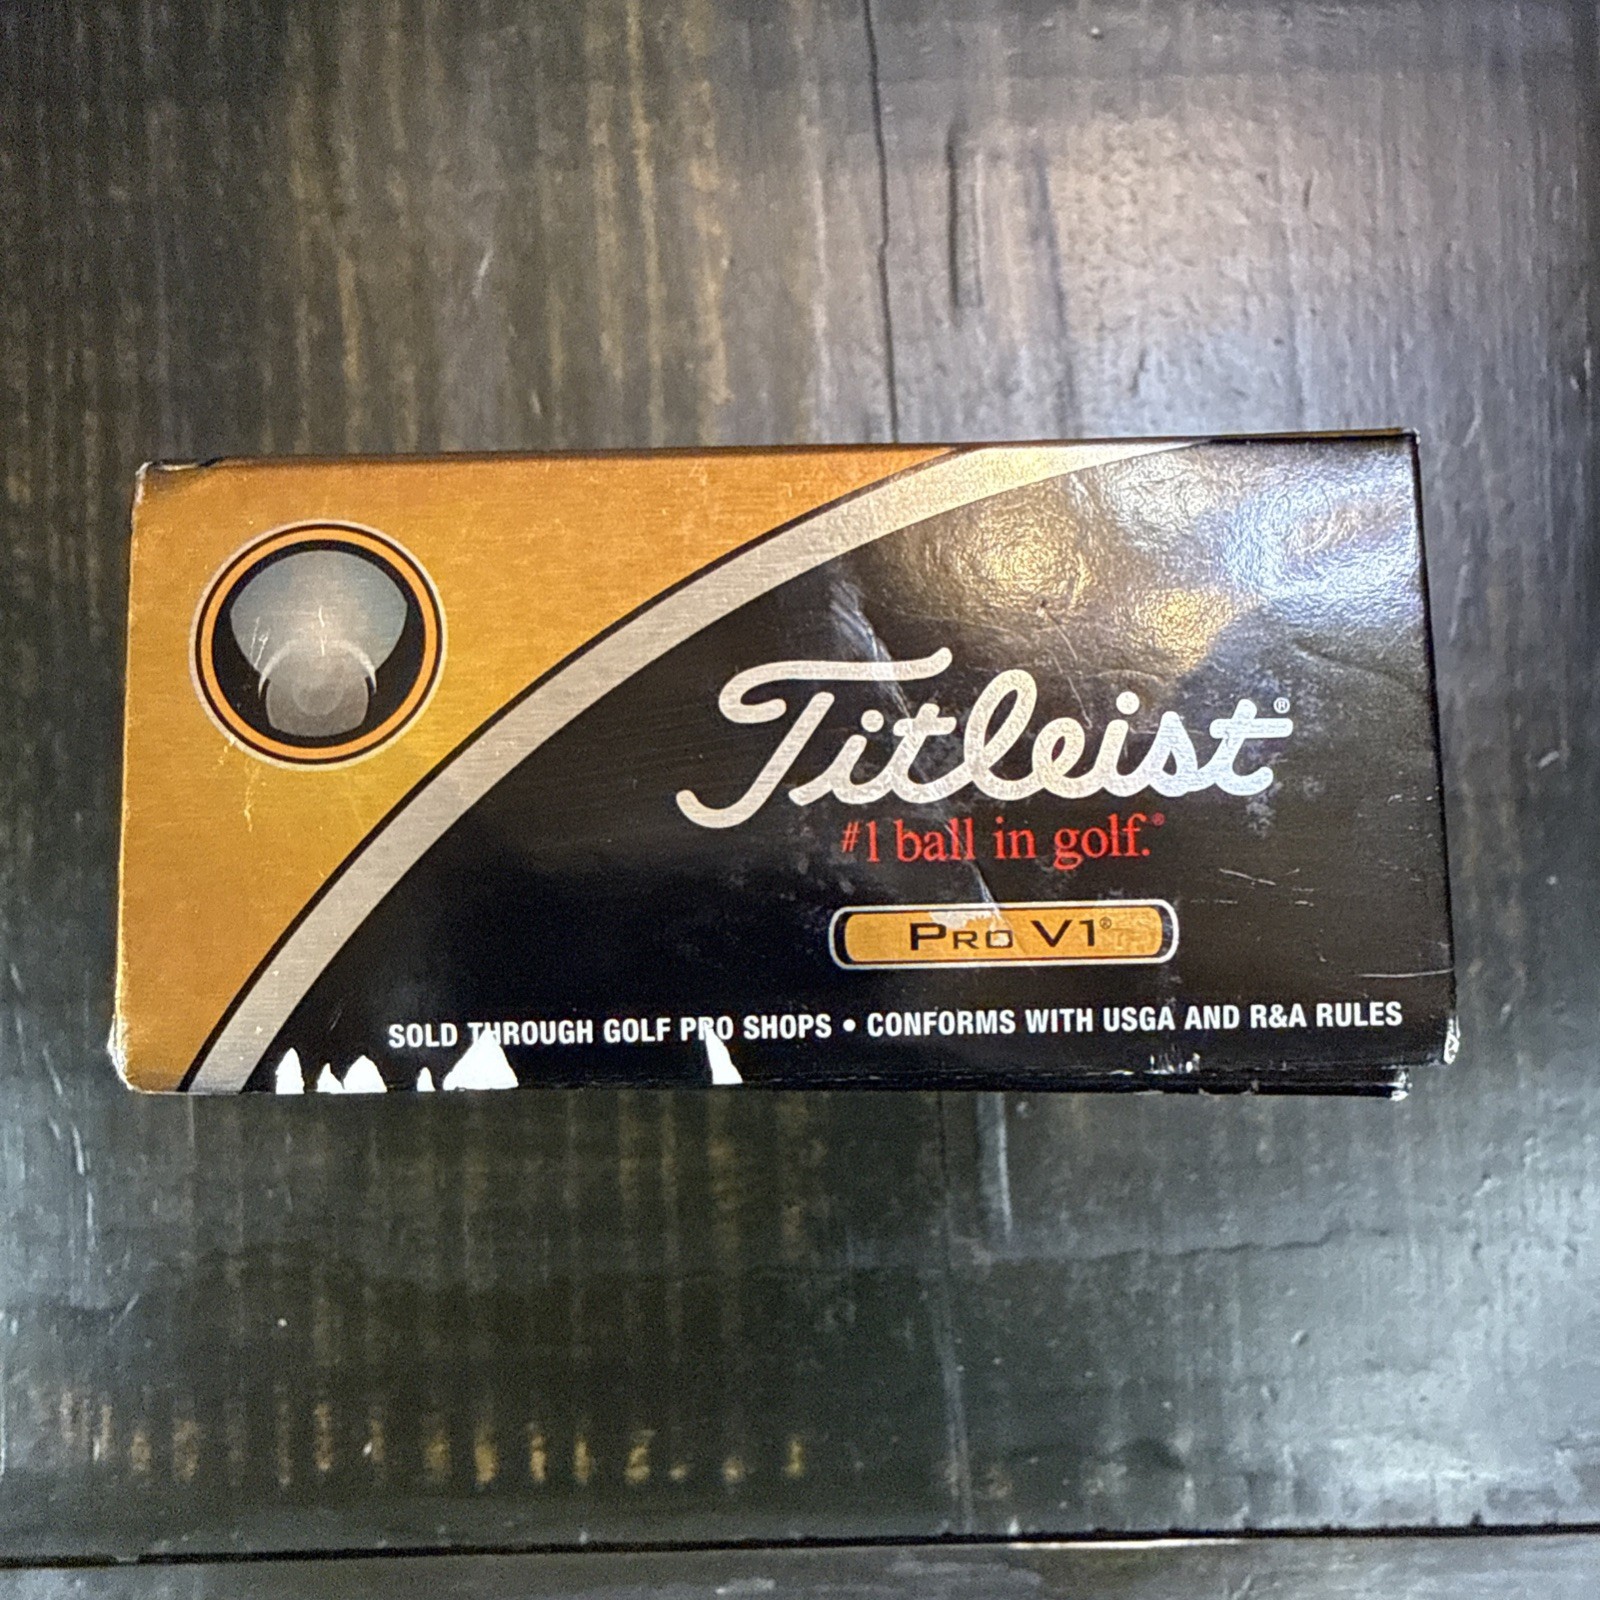 Titleist®
#1 ball in golf.®
PRO V1®
SOLD THROUGH GOLF PRO SHOPS • CONFORMS WITH USGA AND R&A RULES